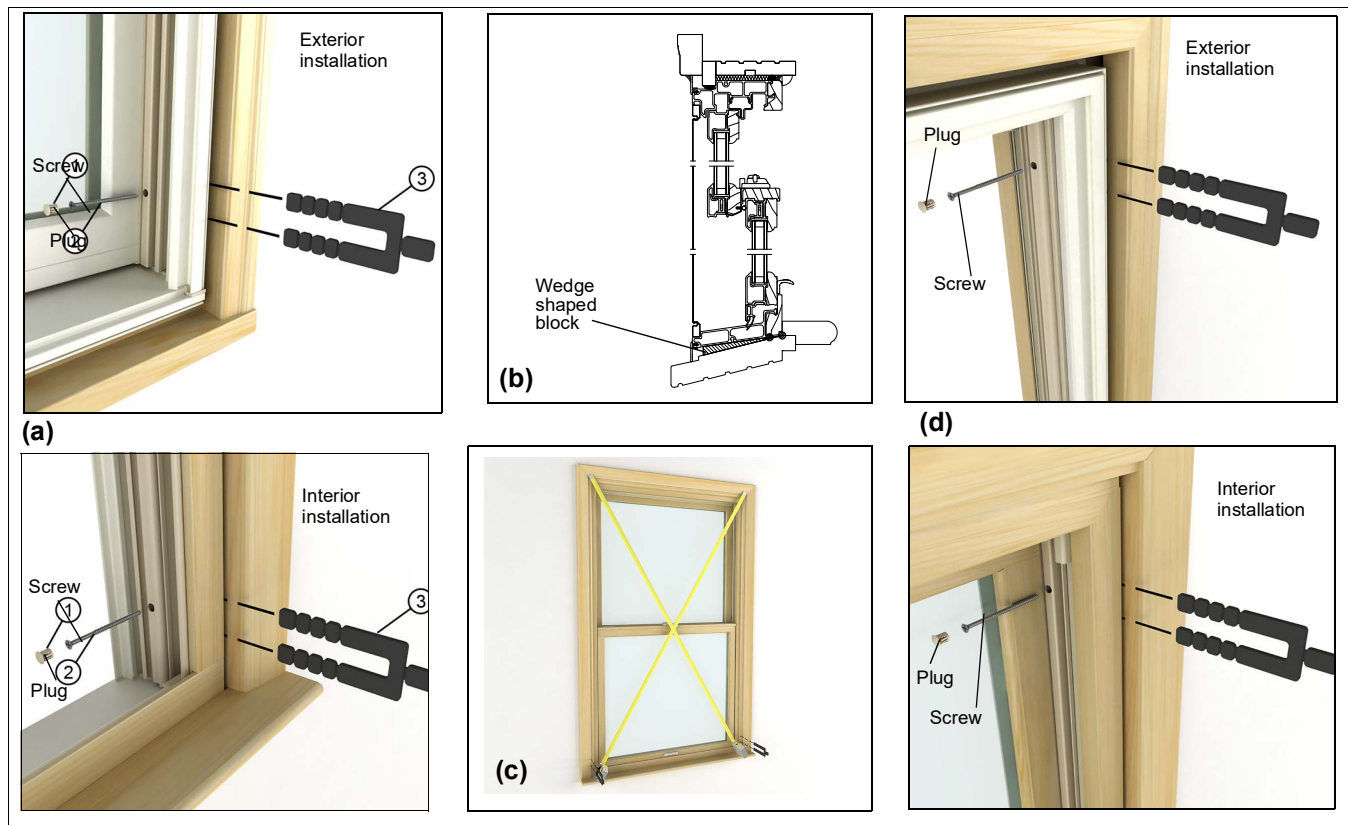 Exterior
installation
Screw
1
3
Plug
2
(a)
Wedge
shaped
block
(b)
Exterior
installation
Plug
Screw
(d)
Interior
installation
Screw
1
3
2
Plug
(c)
Interior
installation
Plug
Screw